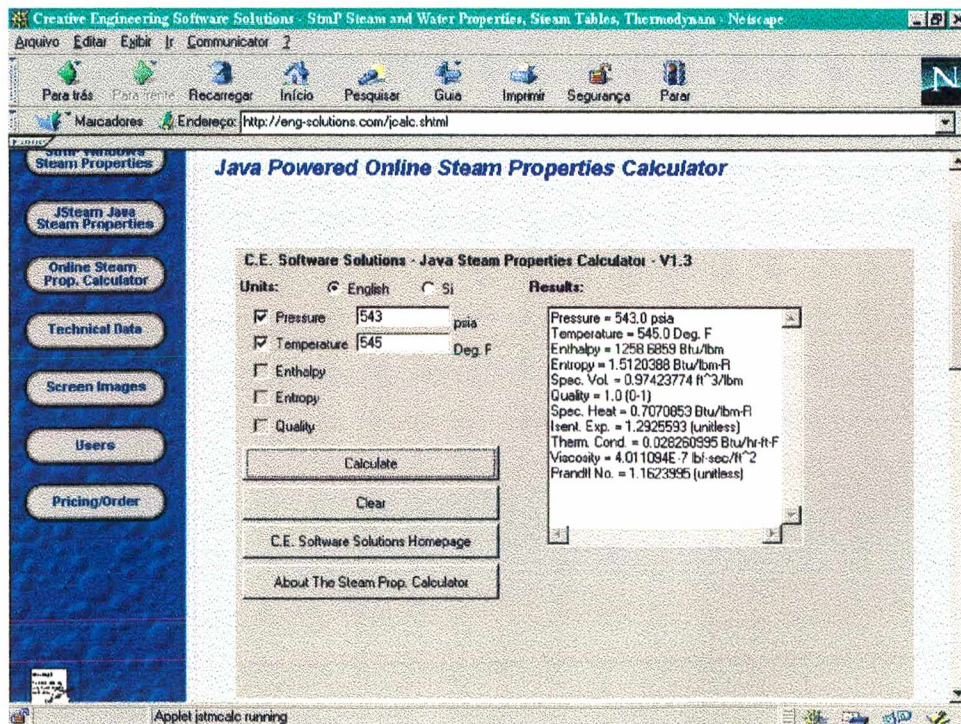 Creative Engineering Software Solutions - StmP Steam and Water Properties, Steam Tables, Thermodynam - Netscape
Arquivo Editar Exibir Ir Communicator ?
Para trás Para frente Recarregar Início Pesquisar Guia Imprimir Segurança Parar
N
Marcadores Endereço: http://eng-solutions.com/jcalc.shtml
StmP Windows
Steam Properties
JSteam Java
Steam Properties
Online Steam
Prop. Calculator
Technical Data
Screen Images
Users
Pricing/Order
Java Powered Online Steam Properties Calculator
C.E. Software Solutions - Java Steam Properties Calculator - V1.3
Units: English SI
Pressure 543 psia
Temperature 545 Deg. F
Enthalpy
Entropy
Quality
Calculate
Clear
C.E. Software Solutions Homepage
About The Steam Prop. Calculator
Results:
Pressure = 543.0 psia
Temperature = 545.0 Deg. F
Enthalpy = 1258.6859 Btu/lbm
Entropy = 1.5120388 Btu/lbm-R
Spec. Vol. = 0.97423774 ft^3/lbm
Quality = 1.0 (0-1)
Spec. Heat = 0.7070853 Btu/lbm-R
Isent. Exp. = 1.2925593 (unitless)
Therm. Cond. = 0.028260995 Btu/hr-ft-F
Viscosity = 4.011094E-7 lbf-sec/ft^2
Prandtl No. = 1.1623995 (unitless)
Applet jstmcalc running